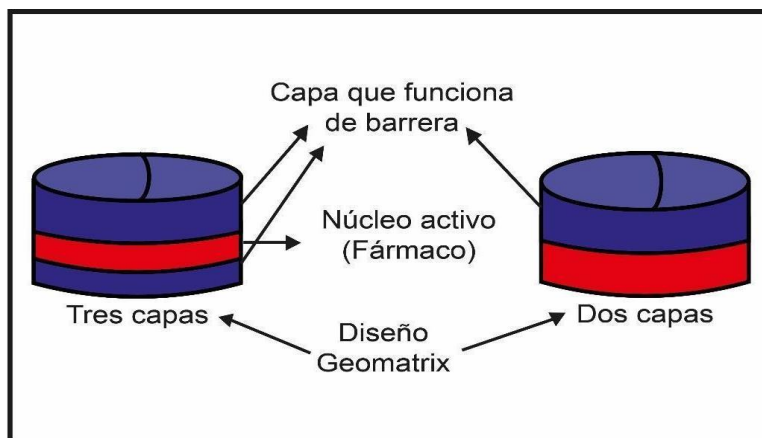 Capa que funciona
de barrera
Núcleo activo
(Fármaco)
Tres capas
Dos capas
Diseño
Geomatrix